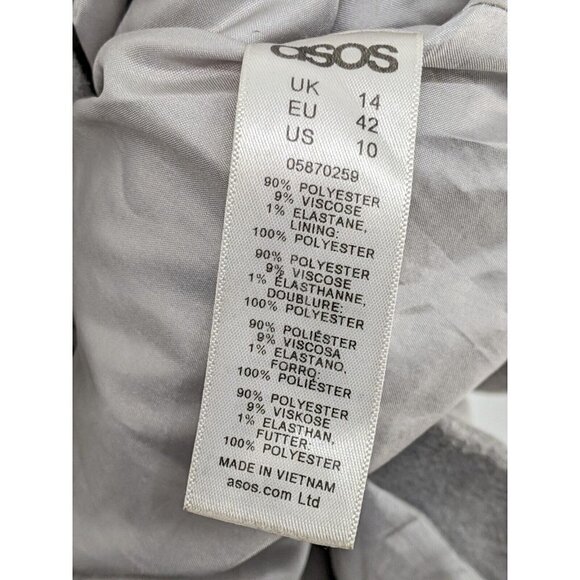 asos
UK 14
EU 42
US 10
05870259
90% POLYESTER
9% VISCOSE
1% ELASTANE,
LINING:
100% POLYESTER
90% POLYESTER
9% VISCOSE
1% ÉLASTHANNE,
DOUBLURE:
100% POLYESTER
90% POLIÉSTER
9% VISCOSA
1% ELASTANO,
FORRO:
100% POLIÉSTER
90% POLYESTER
9% VISKOSE
1% ELASTHAN,
FUTTER:
100% POLYESTER
MADE IN VIETNAM
asos.com Ltd